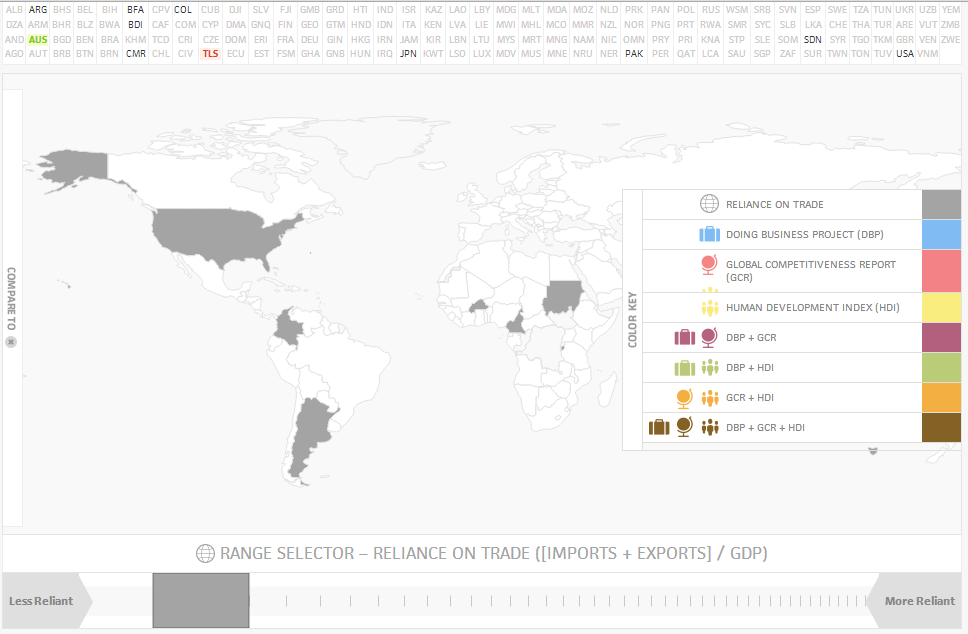 ALB ARG BHS BEL BIH BFA CPV COL CUB DJI SLV FJI GMB GRD HTI IND ISR KAZ LAO LBY MDG MLT MDA MOZ NLD PRK PAN POL RUS WSM SRB SVN ESP SWE TZA TUN UKR UZB YEM
DZA ARM BHR BLZ BWA BDI CAF COM CYP DMA GNQ FIN GEO GTM HND IDN ITA KEN LVA LIE MWI MHL MCO MMR NZL NOR PNG PRT RWA SMR SYC SLB LKA CHE THA TUR ARE VUT ZMB
AND AUS BGD BEN BRA KHM TCD CRI CZE DOM ERI FRA DEU GIN HKG IRN JAM KIR LBN LTU MYS MRT MNG NAM NIC OMN PRY PRI KNA STP SLE SOM SDN SYR TGO TKM GBR VEN ZWE
AGO AUT BRB BTN BRN CMR CHL CIV TLS ECU EST FSM GHA GNB HUN IRQ JPN KWT LSO LUX MDV MUS MNE NRU NER PAK PER QAT LCA SAU SGP ZAF SUR TWN TON TUV USA VNM
COMPARE TO
COLOR KEY
RELIANCE ON TRADE
DOING BUSINESS PROJECT (DBP)
GLOBAL COMPETITIVENESS REPORT
(GCR)
HUMAN DEVELOPMENT INDEX (HDI)
DBP + GCR
DBP + HDI
GCR + HDI
DBP + GCR + HDI
RANGE SELECTOR – RELIANCE ON TRADE ([IMPORTS + EXPORTS] / GDP)
Less Reliant
More Reliant